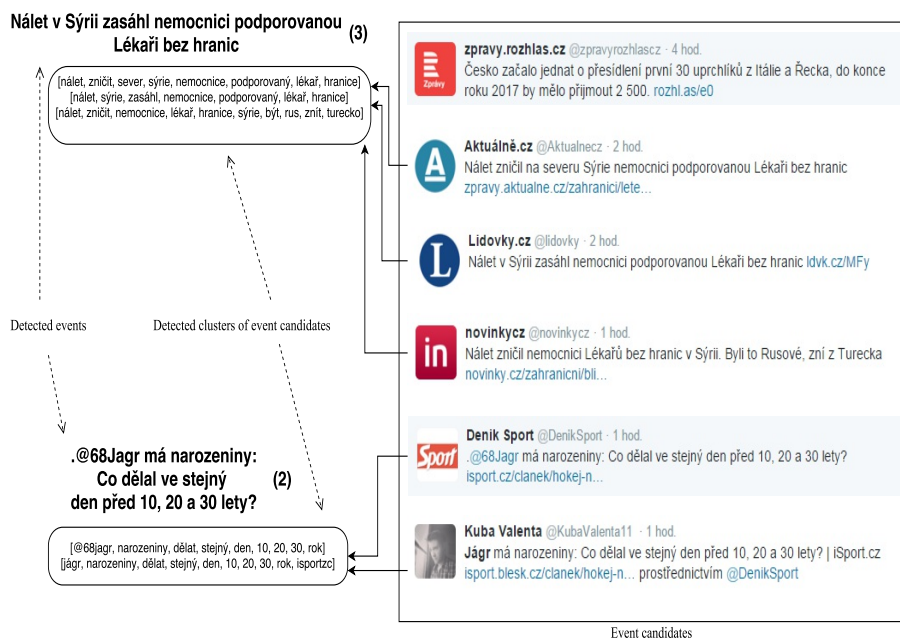 Nálet v Sýrii zasáhl nemocnici podporovanou
Lékaři bez hranic
(3)
[nálet, zničit, sever, sýrie, nemocnice, podporovaný, lékař, hranice]
[nálet, sýrie, zasáhl, nemocnice, podporovaný, lékař, hranice]
[nálet, zničit, nemocnice, lékař, hranice, sýrie, být, rus, znít, turecko]
Detected events
Detected clusters of event candidates
.@68Jagr má narozeniny:
Co dělal ve stejný
den před 10, 20 a 30 lety?
(2)
[@68jagr, narozeniny, dělat, stejný, den, 10, 20, 30, rok]
[jágr, narozeniny, dělat, stejný, den, 10, 20, 30, rok, isportzc]
Zprávy
zpravy.rozhlas.cz @zpravyrozhlascz · 4 hod.
Česko začalo jednat o přesídlení první 30 uprchlíků z Itálie a Řecka, do konce
roku 2017 by mělo přijmout 2 500. rozhl.as/e0
A
Aktuálně.cz @Aktualnecz · 2 hod.
Nálet zničil na severu Sýrie nemocnici podporovanou Lékaři bez hranic
zpravy.aktualne.cz/zahranici/lete…
L
Lidovky.cz @lidovky · 2 hod.
Nálet v Sýrii zasáhl nemocnici podporovanou Lékaři bez hranic ldvk.cz/MFy
in
novinkycz @novinkycz · 1 hod.
Nálet zničil nemocnici Lékařů bez hranic v Sýrii. Byli to Rusové, zní z Turecka
novinky.cz/zahranicni/bli…
Sport
Deník Sport @DenikSport · 1 hod.
.@68Jagr má narozeniny: Co dělal ve stejný den před 10, 20 a 30 lety?
isport.cz/clanek/hokej-n…
Kuba Valenta @KubaValenta11 · 1 hod.
Jágr má narozeniny: Co dělal ve stejný den před 10, 20 a 30 lety? | iSport.cz
isport.blesk.cz/clanek/hokej-n… prostřednictvím @DenikSport
Event candidates